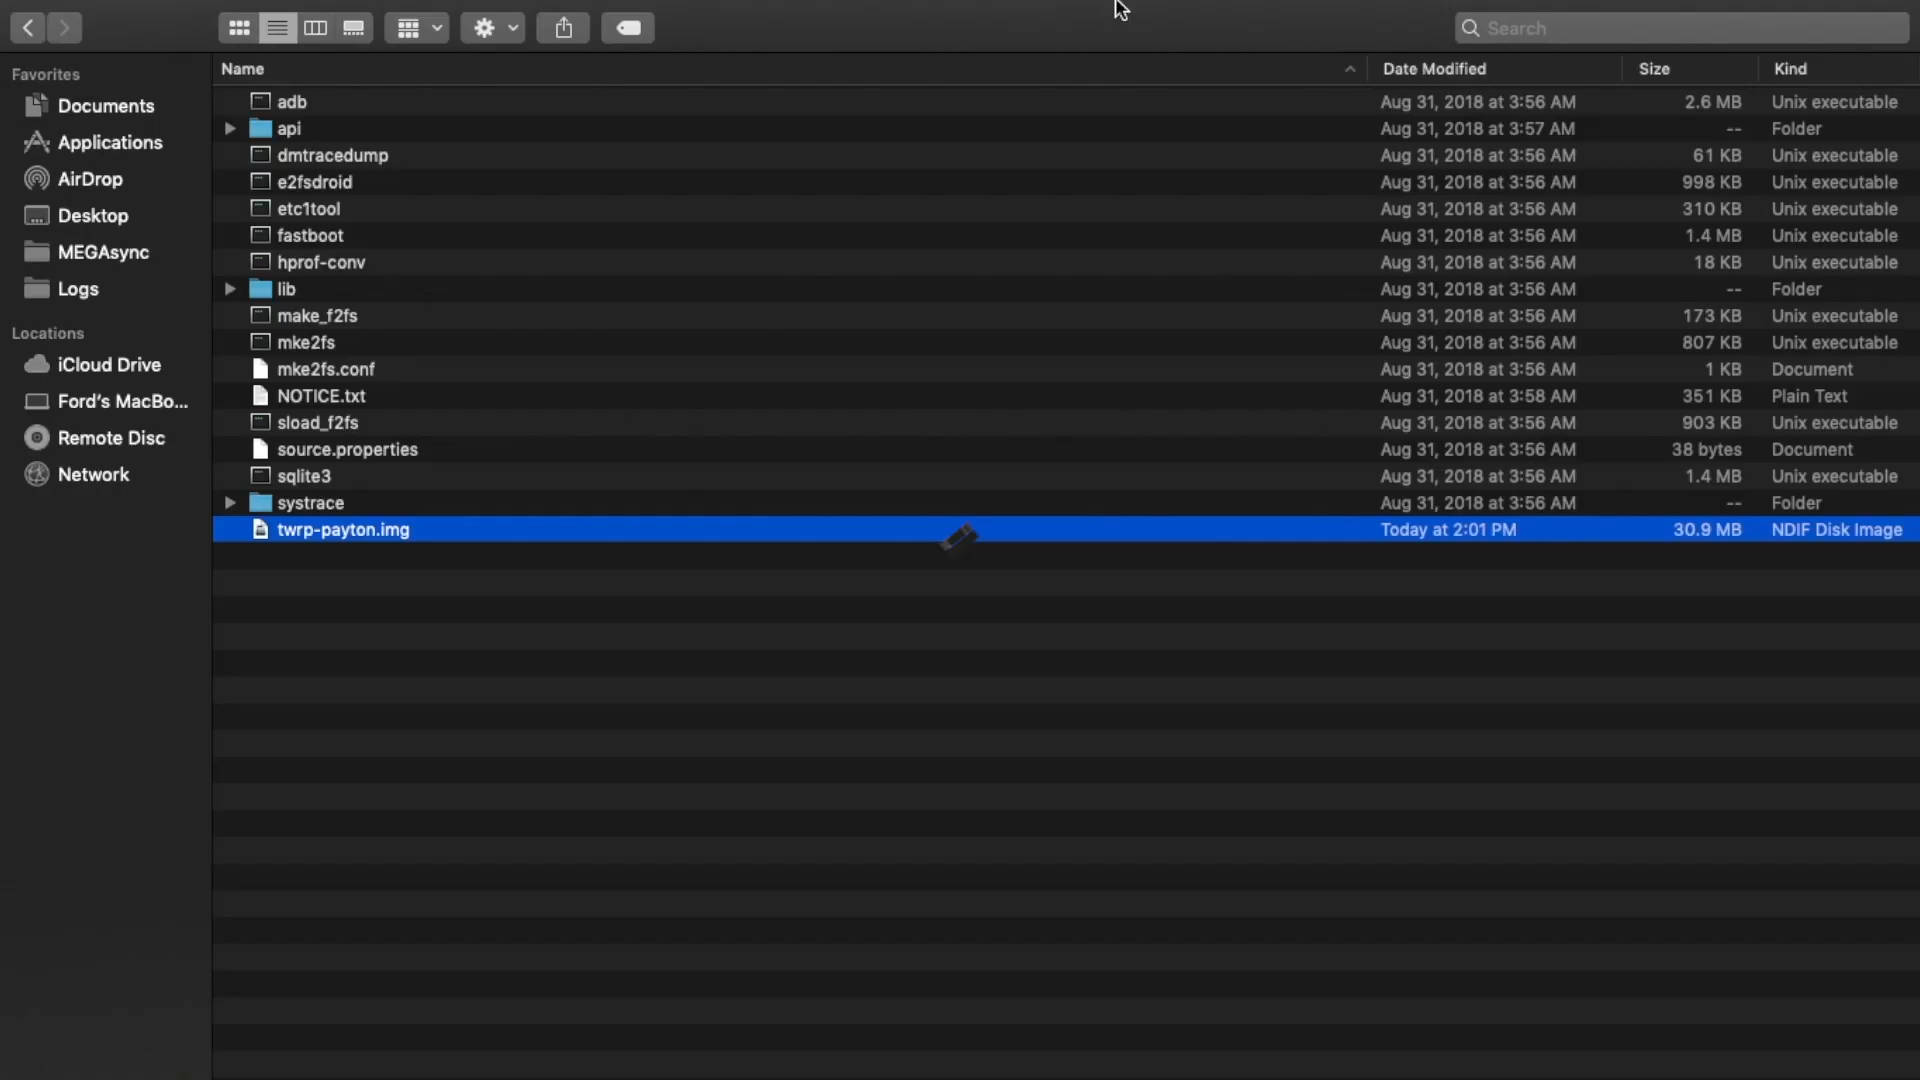 Search
Favorites
Documents
Applications
AirDrop
Desktop
MEGAsync
Logs
Locations
iCloud Drive
Ford's MacBo...
Remote Disc
Network
Name Date Modified Size Kind
adb Aug 31, 2018 at 3:56 AM 2.6 MB Unix executable
api Aug 31, 2018 at 3:57 AM -- Folder
dmtracedump Aug 31, 2018 at 3:56 AM 61 KB Unix executable
e2fsdroid Aug 31, 2018 at 3:56 AM 998 KB Unix executable
etc1tool Aug 31, 2018 at 3:56 AM 310 KB Unix executable
fastboot Aug 31, 2018 at 3:56 AM 1.4 MB Unix executable
hprof-conv Aug 31, 2018 at 3:56 AM 18 KB Unix executable
lib Aug 31, 2018 at 3:56 AM -- Folder
make_f2fs Aug 31, 2018 at 3:56 AM 173 KB Unix executable
mke2fs Aug 31, 2018 at 3:56 AM 807 KB Unix executable
mke2fs.conf Aug 31, 2018 at 3:56 AM 1 KB Document
NOTICE.txt Aug 31, 2018 at 3:58 AM 351 KB Plain Text
sload_f2fs Aug 31, 2018 at 3:56 AM 903 KB Unix executable
source.properties Aug 31, 2018 at 3:56 AM 38 bytes Document
sqlite3 Aug 31, 2018 at 3:56 AM 1.4 MB Unix executable
systrace Aug 31, 2018 at 3:56 AM -- Folder
twrp-payton.img Today at 2:01 PM 30.9 MB NDIF Disk Image